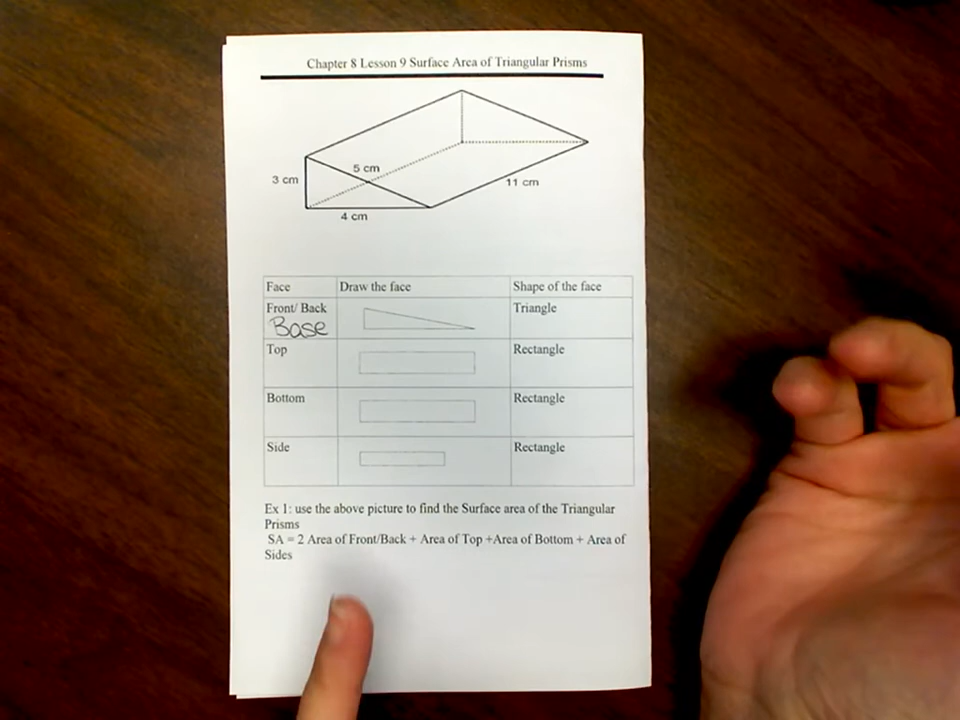 Chapter 8 Lesson 9 Surface Area of Triangular Prisms
5 cm
3 cm
11 cm
4 cm
Face Draw the face Shape of the face
Front/ Back Triangle
Base
Top Rectangle
Bottom Rectangle
Side Rectangle
Ex 1: use the above picture to find the Surface area of the Triangular
Prisms
SA = 2 Area of Front/Back + Area of Top +Area of Bottom + Area of
Sides